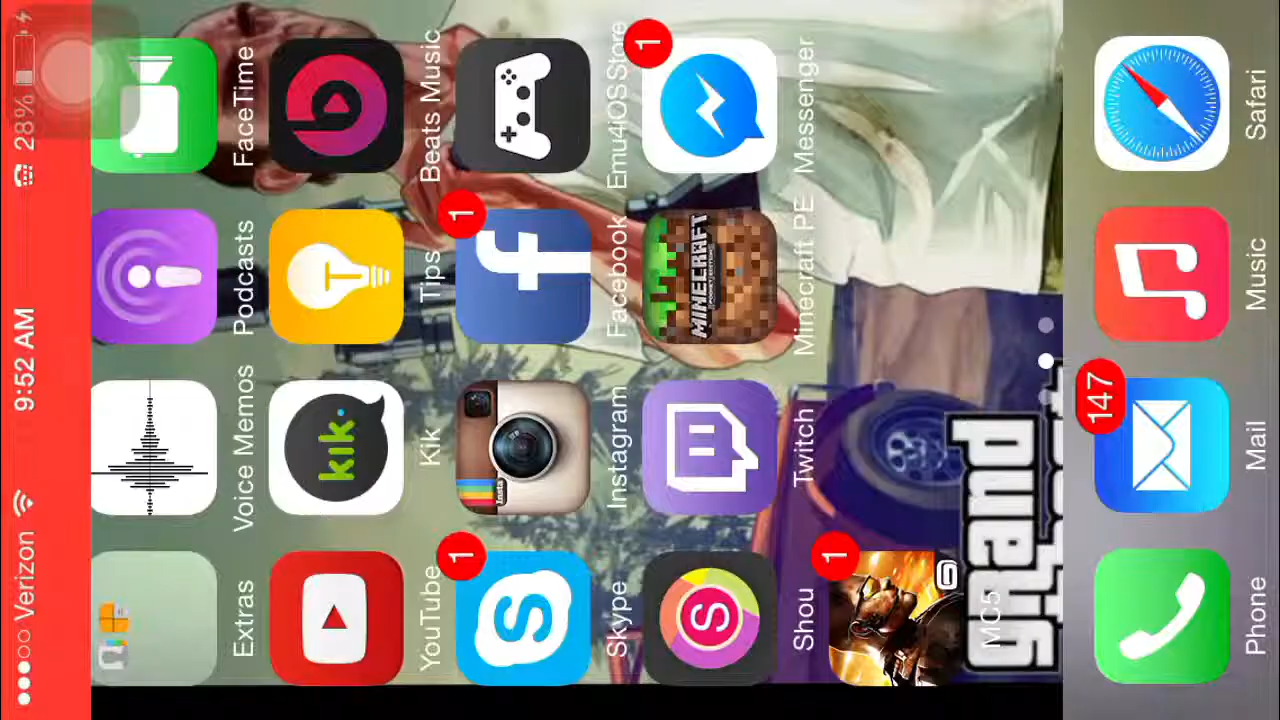 Verizon 9:52 AM 28%
Extras Voice Memos Podcasts FaceTime
kik.
YouTube Kik Tips Beats Music
1 1
Insta
Skype Instagram Facebook Emu4iOS Store
1
MINECRAFT
Shou Twitch Minecraft PE Messenger
1
MC5
grand
147
Phone Mail Music Safari